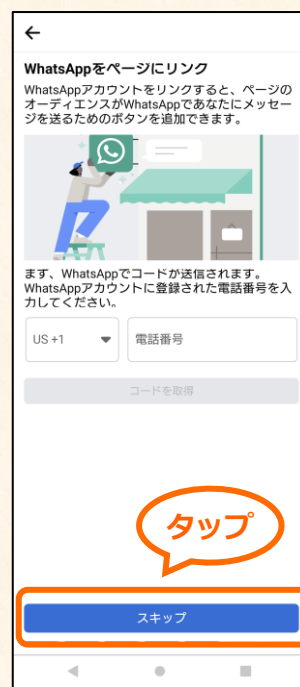 WhatsAppをページにリンク
WhatsAppアカウントをリンクすると、ページの
オーディエンスがWhatsAppであなたにメッセー
ジを送るためのボタンを追加できます。
まず、WhatsAppでコードが送信されます。
WhatsAppアカウントに登録された電話番号を入
力してください。
US +1
電話番号
コードを取得
タップ
スキップ